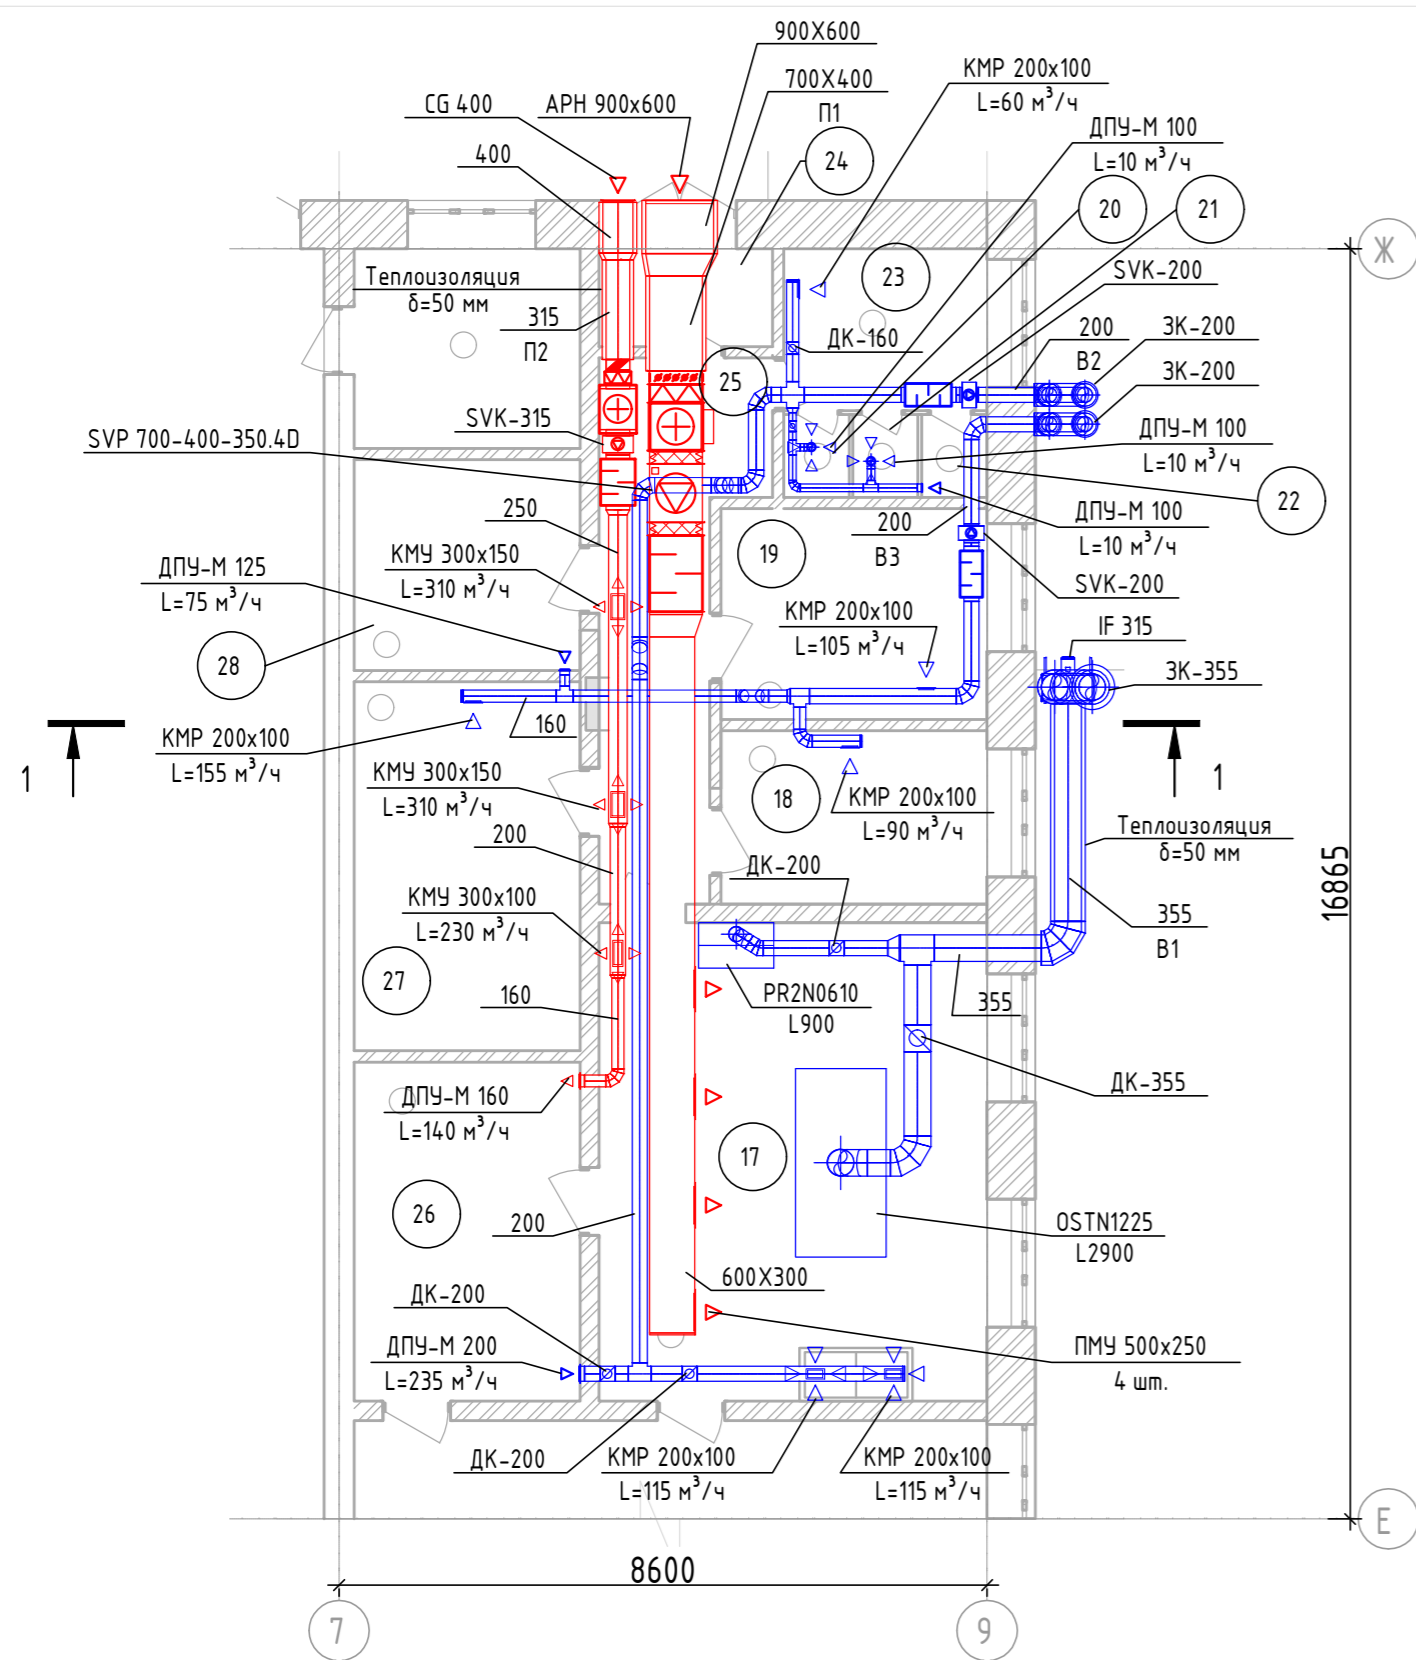 900Х600
КМР 200х100
L=60 м³/ч
700Х400
П1
CG 400
АРН 900х600
ДПУ-М 100
L=10 м³/ч
400
24
20
21
Ж
23
Теплоизоляция
δ=50 мм
SVK-200
315
П2
ДК-160
200
В2
ЗК-200
ЗК-200
25
SVP 700-400-350.4D
SVK-315
ДПУ-М 100
L=10 м³/ч
22
250
200
В3
ДПУ-М 100
L=10 м³/ч
19
КМУ 300х150
L=310 м³/ч
ДПУ-М 125
L=75 м³/ч
SVK-200
КМР 200х100
L=105 м³/ч
IF 315
28
ЗК-355
160
КМР 200х100
L=155 м³/ч
1
1
КМУ 300х150
L=310 м³/ч
18
КМР 200х100
L=90 м³/ч
Теплоизоляция
δ=50 мм
200
ДК-200
16865
КМУ 300х100
L=230 м³/ч
355
В1
27
160
PR2N0610
L900
355
ДПУ-М 160
L=140 м³/ч
ДК-355
17
26
200
OSTN1225
L2900
600Х300
ДК-200
ДПУ-М 200
L=235 м³/ч
ПМУ 500х250
4 шт.
ДК-200
КМР 200х100
L=115 м³/ч
КМР 200х100
L=115 м³/ч
Е
8600
7
9